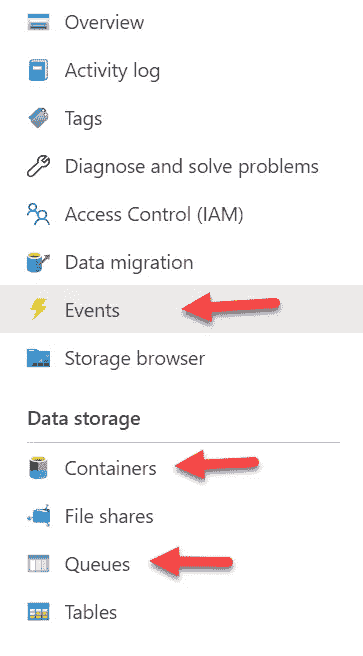 Overview
Activity log
Tags
Diagnose and solve problems
Access Control (IAM)
Data migration
Events
Storage browser
Data storage
Containers
File shares
Queues
Tables